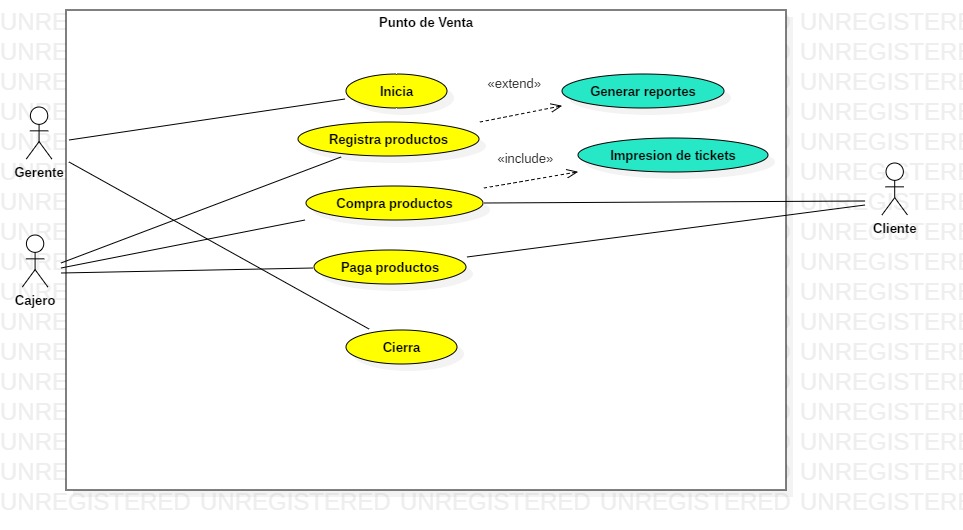 Punto de Venta
Inicia
«extend»
Generar reportes
Registra productos
Gerente
«include»
Impresion de tickets
Compra productos
Cliente
Cajero
Paga productos
Cierra
UNREGISTERED UNREGISTERED UNREGISTERED UNREGISTERED UNREGISTERED